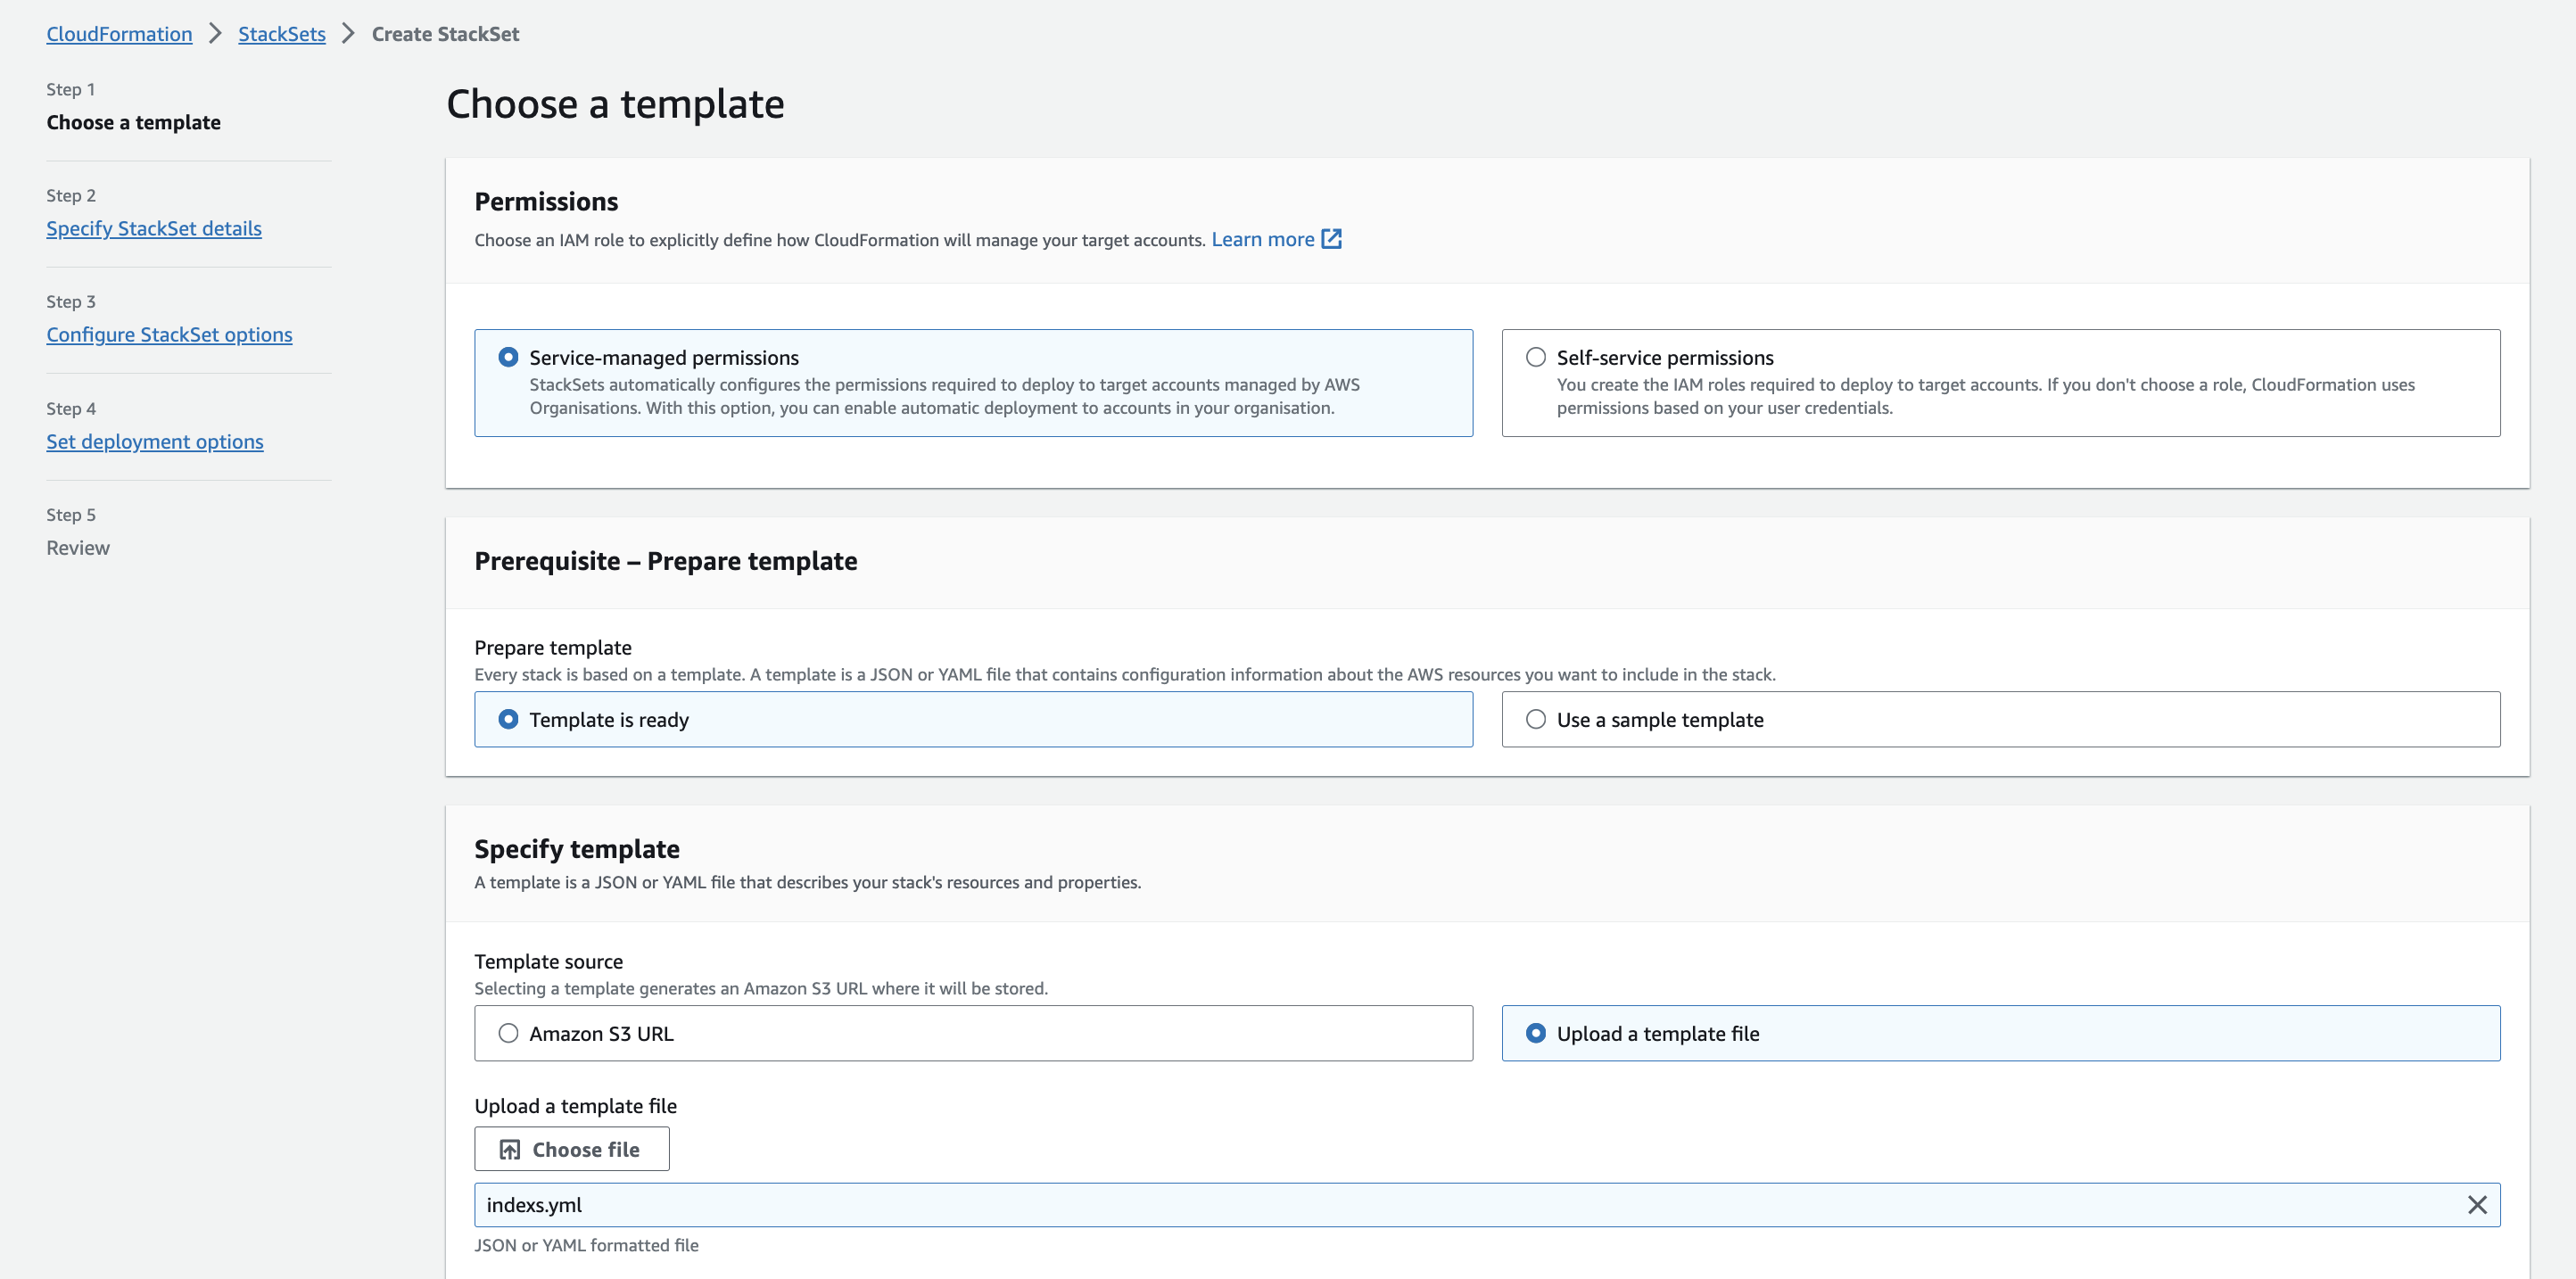 CloudFormation > StackSets > Create StackSet
Step 1
Choose a template
Step 2
Specify StackSet details
Step 3
Configure StackSet options
Step 4
Set deployment options
Step 5
Review
Choose a template
Permissions
Choose an IAM role to explicitly define how CloudFormation will manage your target accounts. Learn more
Service-managed permissions
StackSets automatically configures the permissions required to deploy to target accounts managed by AWS
Organisations. With this option, you can enable automatic deployment to accounts in your organisation.
Self-service permissions
You create the IAM roles required to deploy to target accounts. If you don't choose a role, CloudFormation uses
permissions based on your user credentials.
Prerequisite – Prepare template
Prepare template
Every stack is based on a template. A template is a JSON or YAML file that contains configuration information about the AWS resources you want to include in the stack.
Template is ready
Use a sample template
Specify template
A template is a JSON or YAML file that describes your stack's resources and properties.
Template source
Selecting a template generates an Amazon S3 URL where it will be stored.
Amazon S3 URL
Upload a template file
Upload a template file
Choose file
indexs.yml
JSON or YAML formatted file